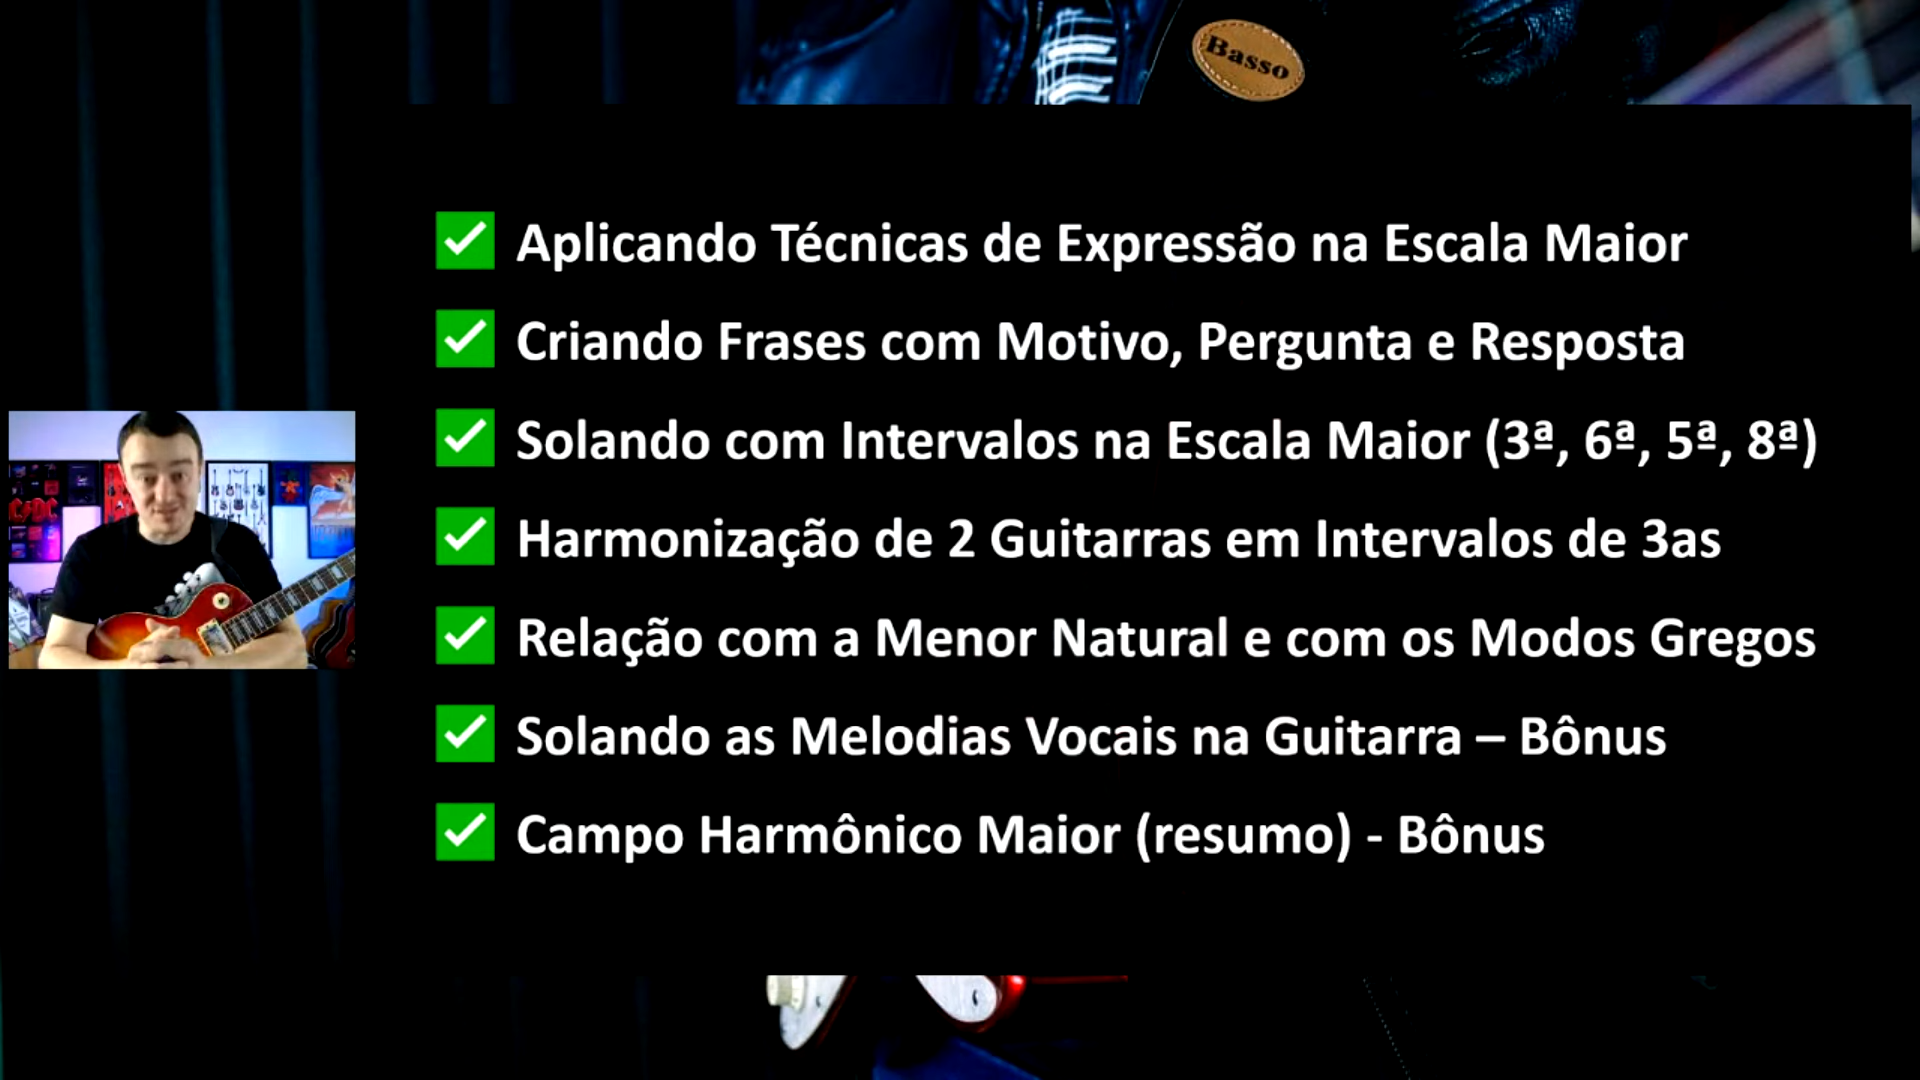 Basso
Aplicando Técnicas de Expressão na Escala Maior
Criando Frases com Motivo, Pergunta e Resposta
Solando com Intervalos na Escala Maior (3ª, 6ª, 5ª, 8ª)
Harmonização de 2 Guitarras em Intervalos de 3as
AC/DC
Relação com a Menor Natural e com os Modos Gregos
Solando as Melodias Vocais na Guitarra – Bônus
Campo Harmônico Maior (resumo) - Bônus